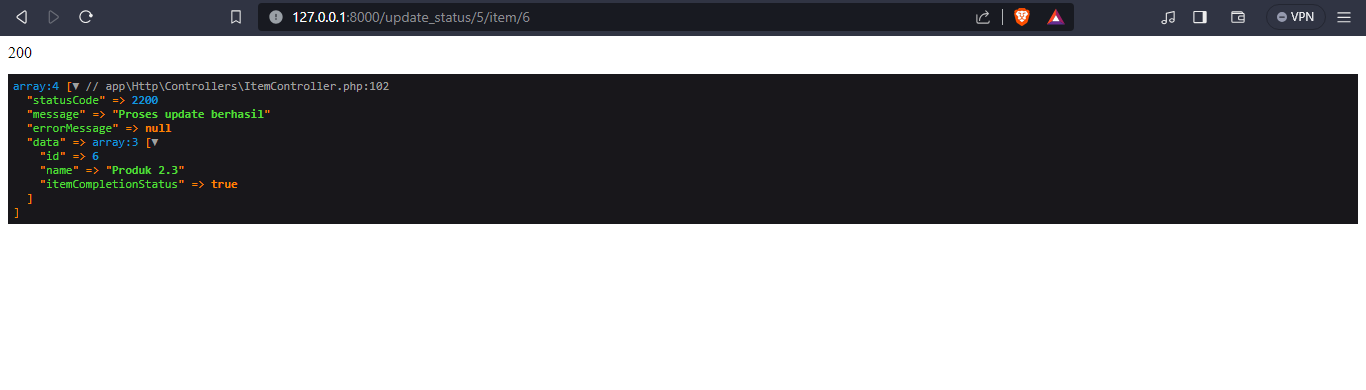 127.0.0.1:8000/update_status/5/item/6
VPN
200
array:4 [▼ // app\Http\Controllers\ItemController.php:102
  "statusCode" => 2200
  "message" => "Proses update berhasil"
  "errorMessage" => null
  "data" => array:3 [▼
    "id" => 6
    "name" => "Produk 2.3"
    "itemCompletionStatus" => true
  ]
]